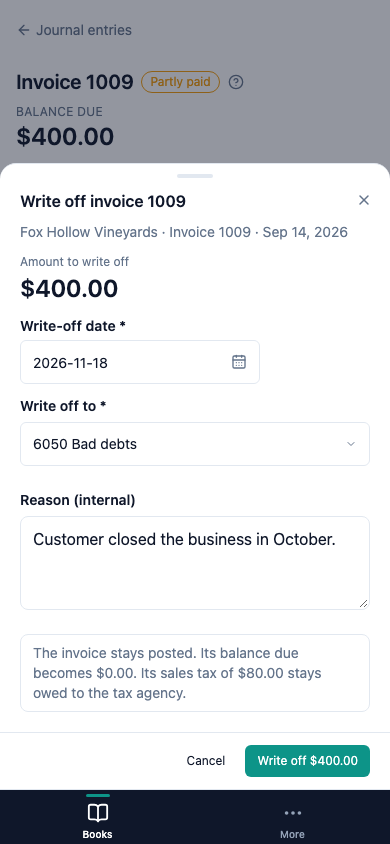 Journal entries
Invoice 1009 Partly paid
BALANCE DUE
$400.00
Write off invoice 1009
Fox Hollow Vineyards · Invoice 1009 · Sep 14, 2026
Amount to write off
$400.00
Write-off date *
2026-11-18
Write off to *
6050 Bad debts
Reason (internal)
Customer closed the business in October.
The invoice stays posted. Its balance due
becomes $0.00. Its sales tax of $80.00 stays
owed to the tax agency.
Cancel Write off $400.00
Books More